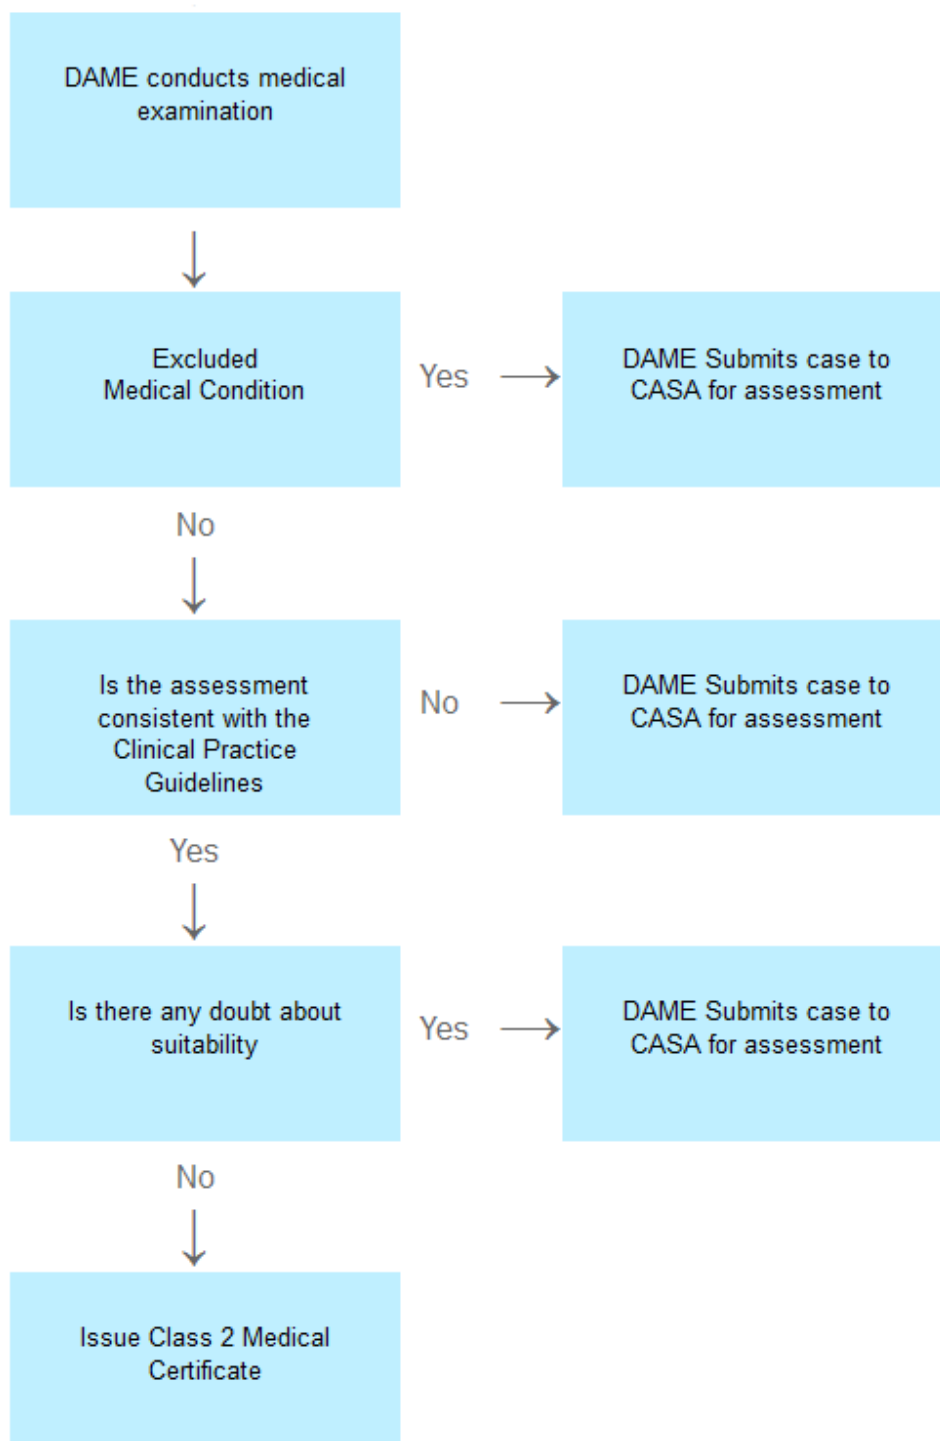 DAME conducts medical
examination
Excluded
Medical Condition
Yes
DAME Submits case to
CASA for assessment
No
Is the assessment
consistent with the
Clinical Practice
Guidelines
No
DAME Submits case to
CASA for assessment
Yes
Is there any doubt about
suitability
Yes
DAME Submits case to
CASA for assessment
No
Issue Class 2 Medical
Certificate